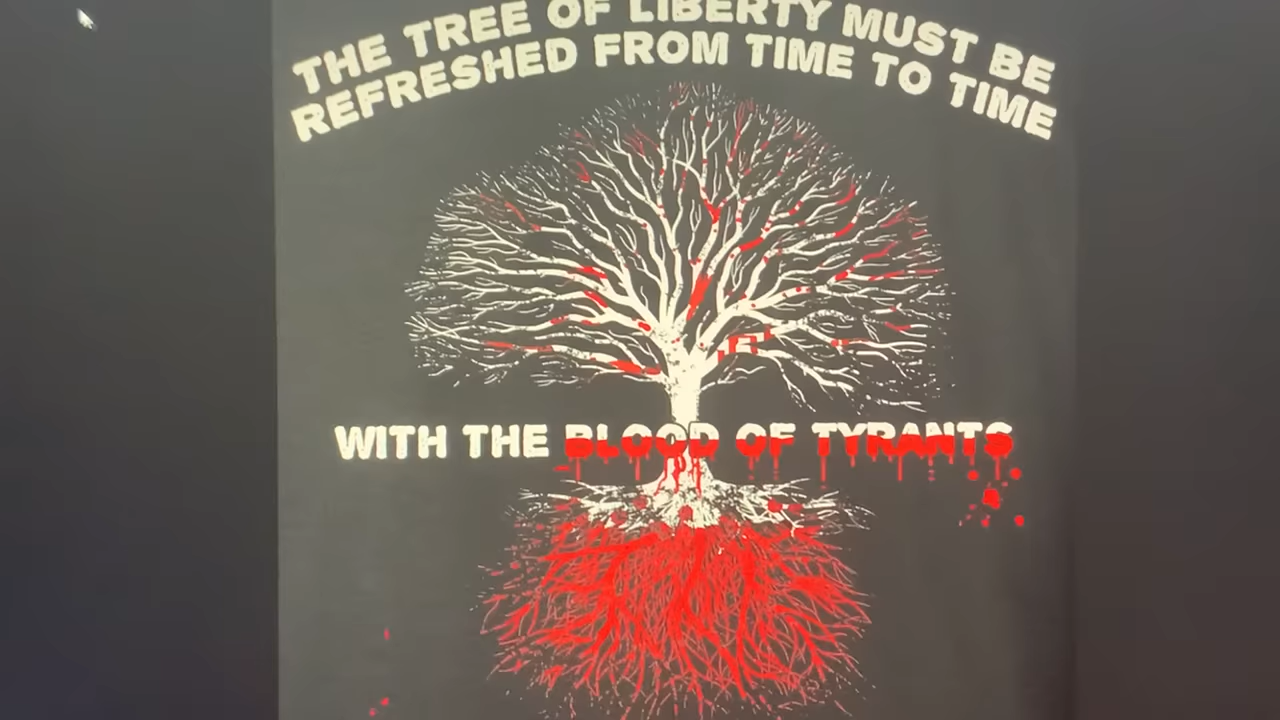 THE TREE OF LIBERTY MUST BE
REFRESHED FROM TIME TO TIME
WITH THE BLOOD OF TYRANTS